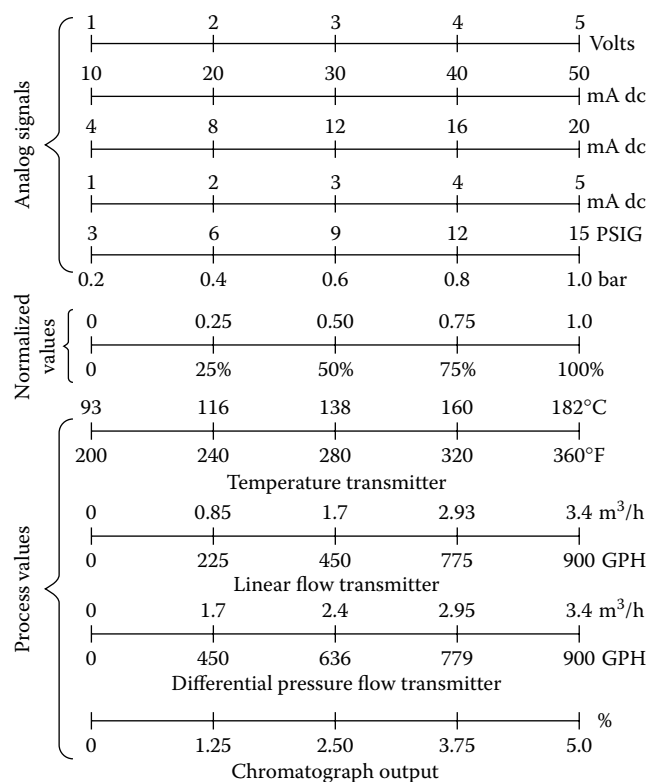 1 2 3 4 5
Volts
10 20 30 40 50
mA dc
4 8 12 16 20
mA dc
1 2 3 4 5
mA dc
3 6 9 12 15 PSIG
0.2 0.4 0.6 0.8 1.0 bar
Analog signals
0 0.25 0.50 0.75 1.0
0 25% 50% 75% 100%
Normalized
values
93 116 138 160 182°C
200 240 280 320 360°F
Temperature transmitter
0 0.85 1.7 2.93 3.4 m³/h
0 225 450 775 900 GPH
Linear flow transmitter
0 1.7 2.4 2.95 3.4 m³/h
0 450 636 779 900 GPH
Differential pressure flow transmitter
%
0 1.25 2.50 3.75 5.0
Chromatograph output
Process values